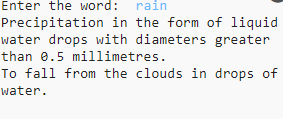 Enter the word:  rain
Precipitation in the form of liquid
water drops with diameters greater
than 0.5 millimetres.
To fall from the clouds in drops of
water.